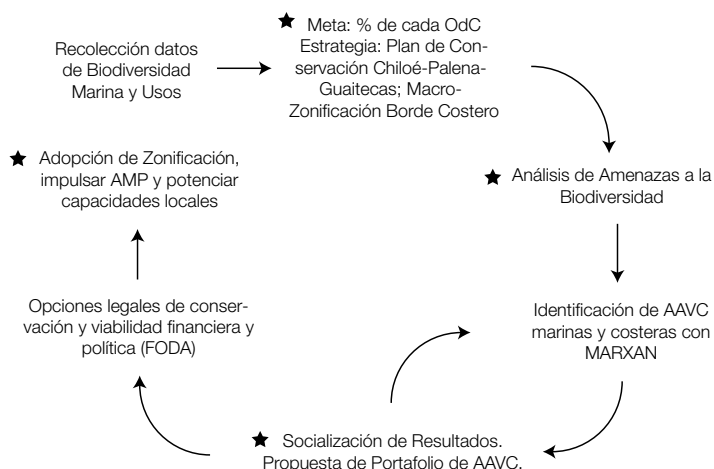 Recolección datos
de Biodiversidad
Marina y Usos
★ Meta: % de cada OdC
Estrategia: Plan de Con-
servación Chiloé-Palena-
Guaitecas; Macro-
Zonificación Borde Costero
★ Análisis de Amenazas a la
Biodiversidad
Identificación de AAVC
marinas y costeras con
MARXAN
★ Socialización de Resultados.
Propuesta de Portafolio de AAVC.
Opciones legales de conser-
vación y viabilidad financiera y
política (FODA)
★ Adopción de Zonificación,
impulsar AMP y potenciar
capacidades locales